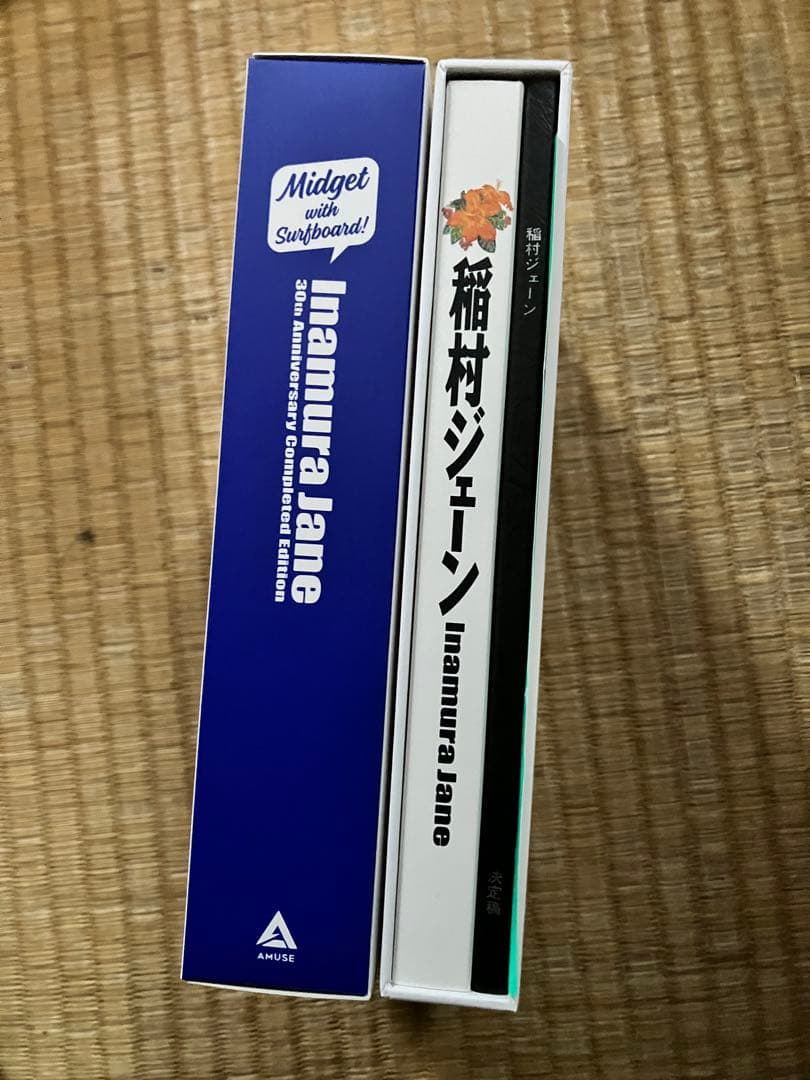 Midget
with
Surfboard!
Inamura Jane
30th Anniversary Completed Edition
AMUSE
稲村ジェーン Inamura Jane
稲村ジェーン
決定稿